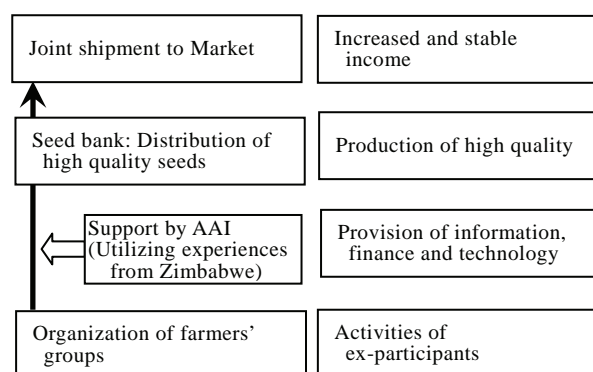 Joint shipment to Market
Increased and stable
income
Seed bank: Distribution of
high quality seeds
Production of high quality
Support by AAI
(Utilizing experiences
from Zimbabwe)
Provision of information,
finance and technology
Organization of farmers'
groups
Activities of
ex-participants